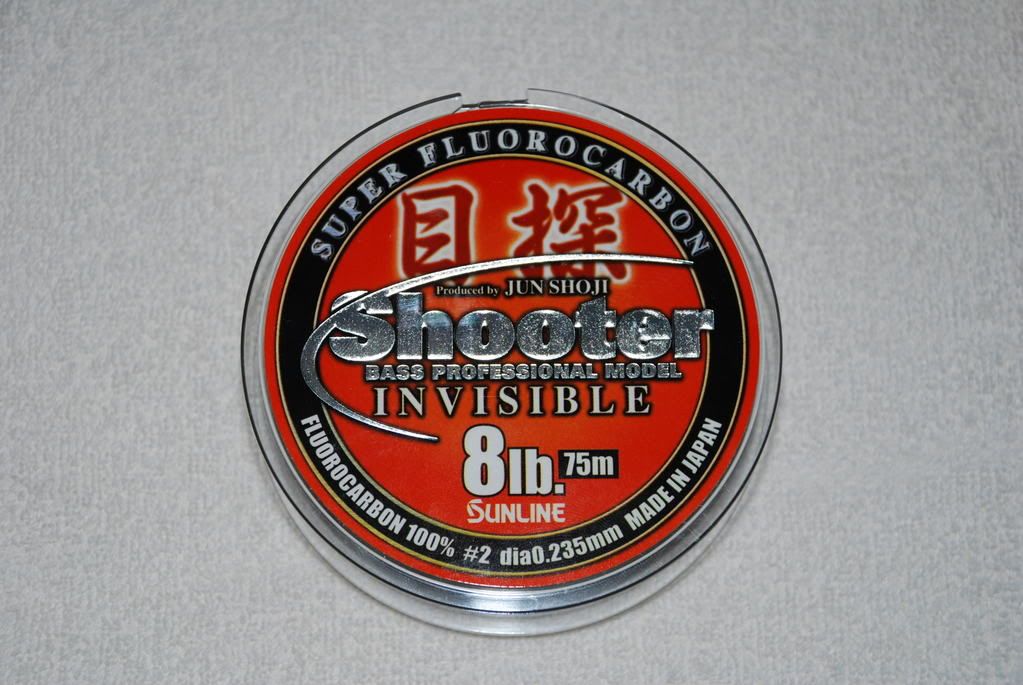 SUPER FLUOROCARBON
目探
Produced by JUN SHOJI
Shooter
BASS PROFESSIONAL MODEL
INVISIBLE
8lb. 75m
SUNLINE
FLUOROCARBON 100% #2 dia0.235mm MADE IN JAPAN